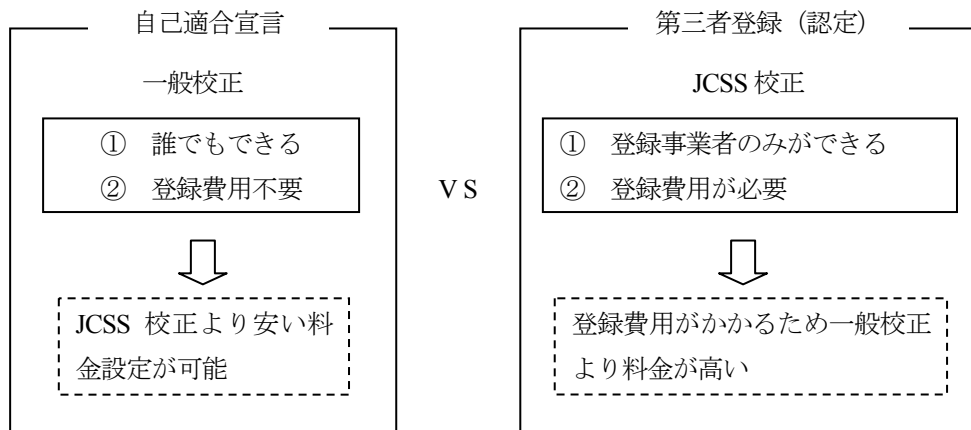 自己適合宣言
一般校正
① 誰でもできる
② 登録費用不要
JCSS 校正より安い料
金設定が可能
VS
第三者登録（認定）
JCSS 校正
① 登録事業者のみができる
② 登録費用が必要
登録費用がかかるため一般校正
より料金が高い